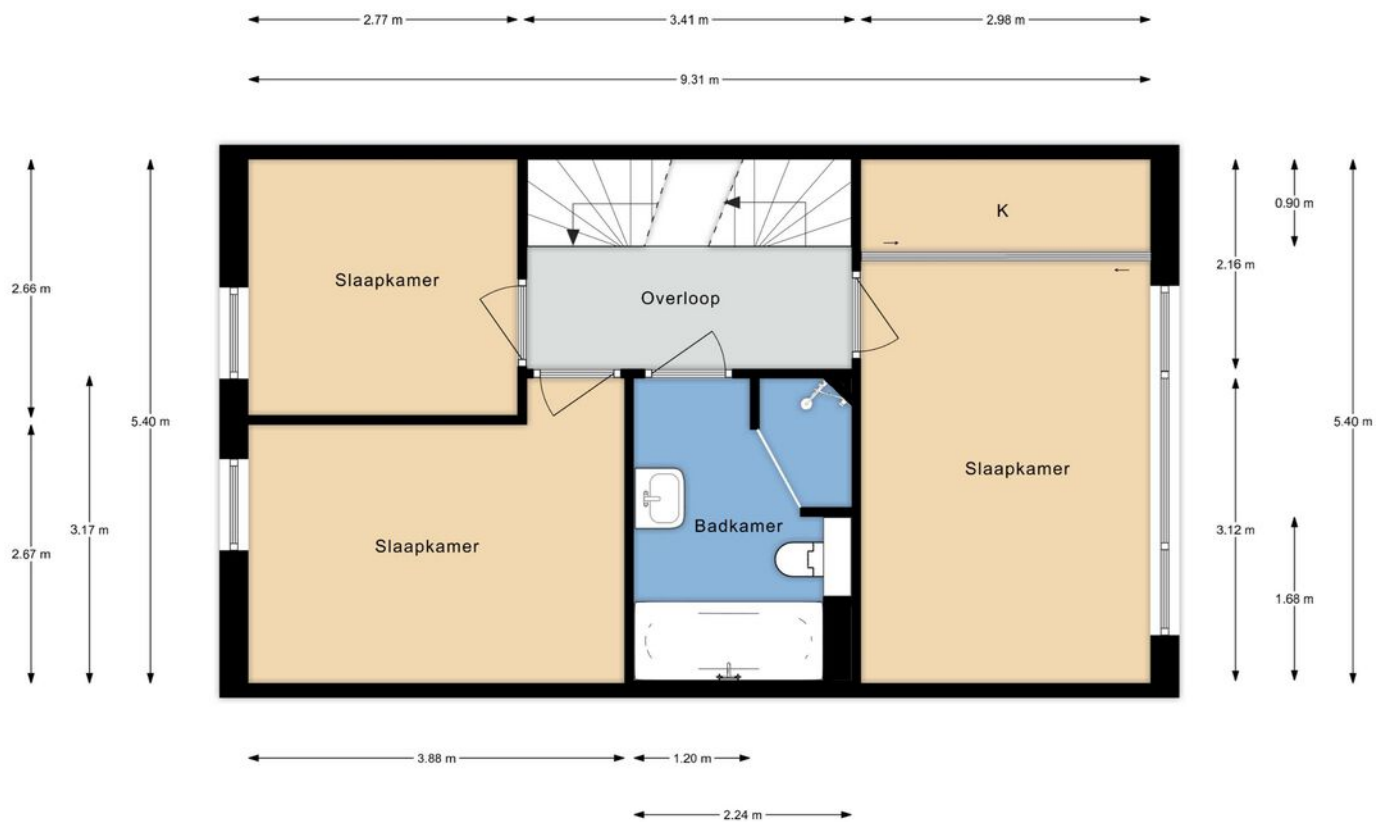 2.77 m
3.41 m
2.98 m
9.31 m
0.90 m
K
2.16 m
Slaapkamer
2.66 m
Overloop
5.40 m
5.40 m
Slaapkamer
Badkamer
3.17 m
3.12 m
Slaapkamer
2.67 m
1.68 m
3.88 m
1.20 m
2.24 m